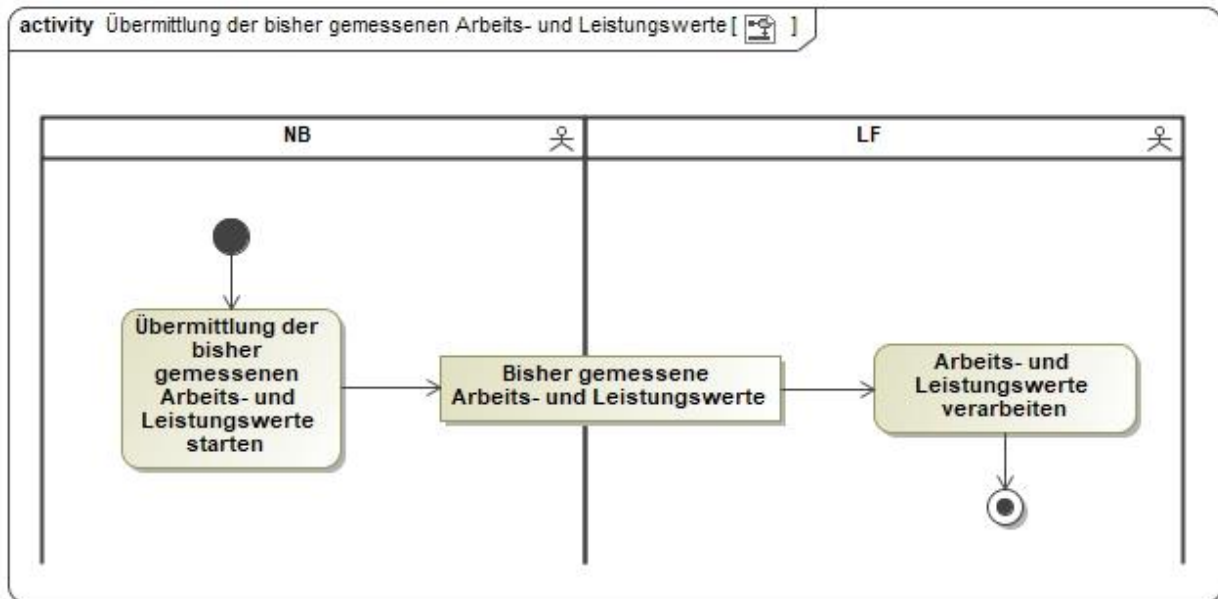 activity Übermittlung der bisher gemessenen Arbeits- und Leistungswerte [ ]
NB
LF
Übermittlung der
bisher
gemessenen
Arbeits- und
Leistungswerte
starten
Bisher gemessene
Arbeits- und Leistungswerte
Arbeits- und
Leistungswerte
verarbeiten